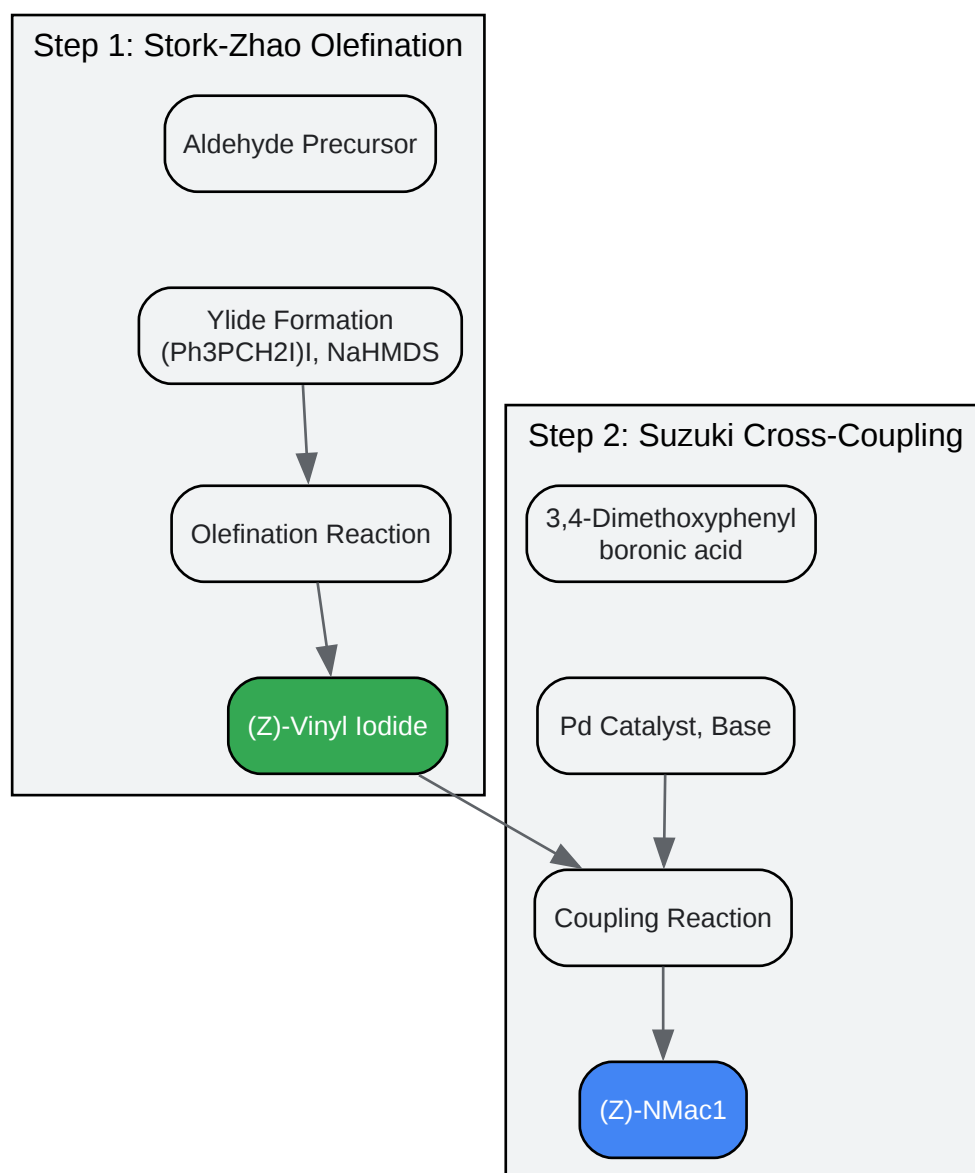 Step 1: Stork-Zhao Olefination
Aldehyde Precursor
Ylide Formation
(Ph3PCH2I)I, NaHMDS
Olefination Reaction
(Z)-Vinyl Iodide
Step 2: Suzuki Cross-Coupling
3,4-Dimethoxyphenyl
boronic acid
Pd Catalyst, Base
Coupling Reaction
(Z)-NMac1